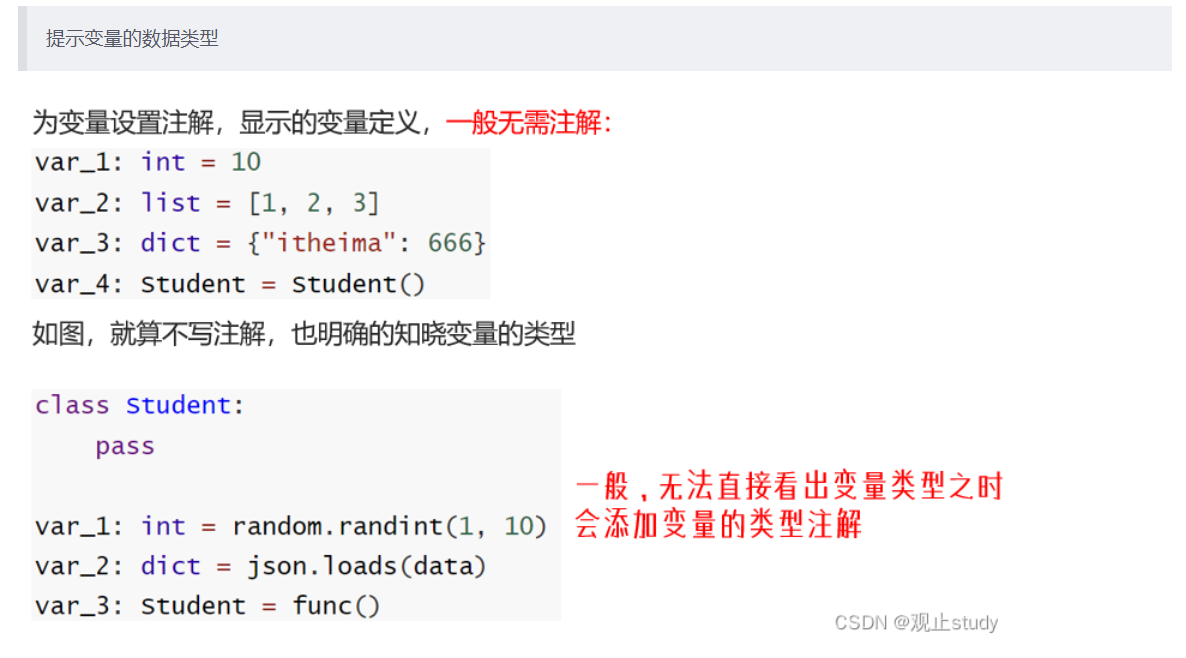 提示变量的数据类型
为变量设置注解，显示的变量定义，一般无需注解：
var_1: int = 10
var_2: list = [1, 2, 3]
var_3: dict = {"itheima": 666}
var_4: Student = Student()
如图，就算不写注解，也明确的知晓变量的类型
class Student:
    pass
var_1: int = random.randint(1, 10)
var_2: dict = json.loads(data)
var_3: Student = func()
一般，无法直接看出变量类型之时
会添加变量的类型注解
CSDN @观止study